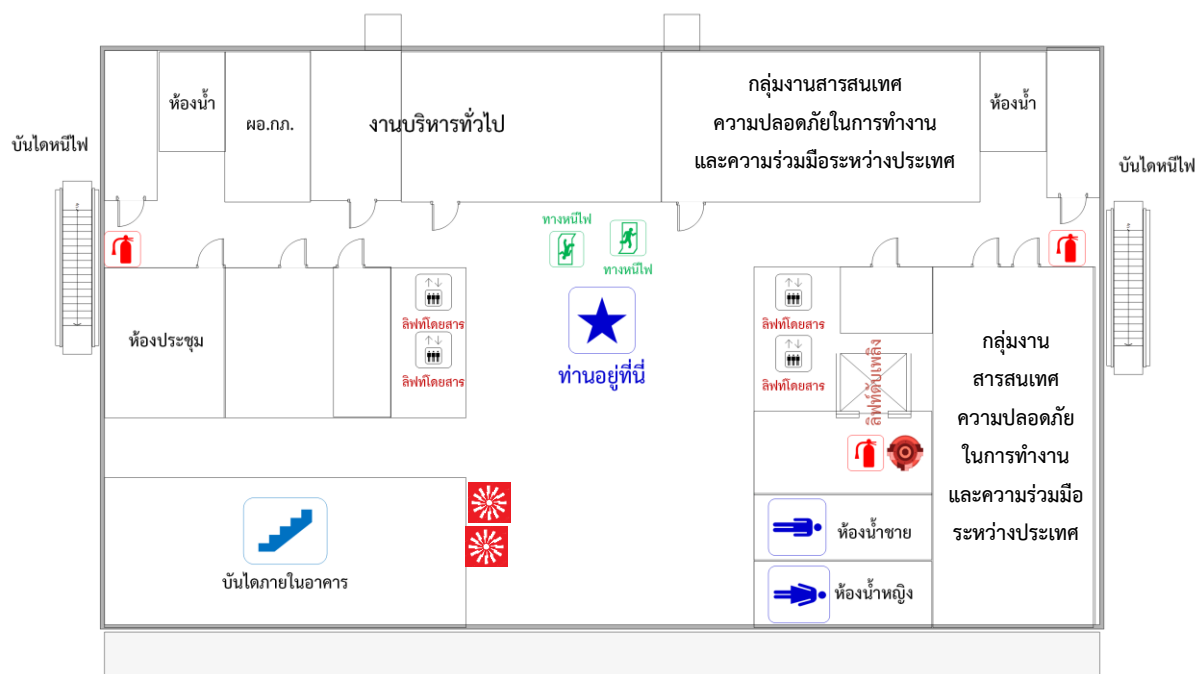 กลุ่มงานสารสนเทศ
ความปลอดภัยในการทำงาน
และความร่วมมือระหว่างประเทศ
ห้องน้ำ
ผอ.กภ.
งานบริหารทั่วไป
ห้องน้ำ
บันไดหนีไฟ
บันไดหนีไฟ
ทางหนีไฟ
ทางหนีไฟ
ลิฟท์โดยสาร
ลิฟท์โดยสาร
ห้องประชุม
ท่านอยู่ที่นี่
ลิฟท์โดยสาร
ลิฟท์โดยสาร
ลิฟท์ดับเพลิง
กลุ่มงาน
สารสนเทศ
ความปลอดภัย
ในการทำงาน
และความร่วมมือ
ระหว่างประเทศ
บันไดภายในอาคาร
ห้องน้ำชาย
ห้องน้ำหญิง